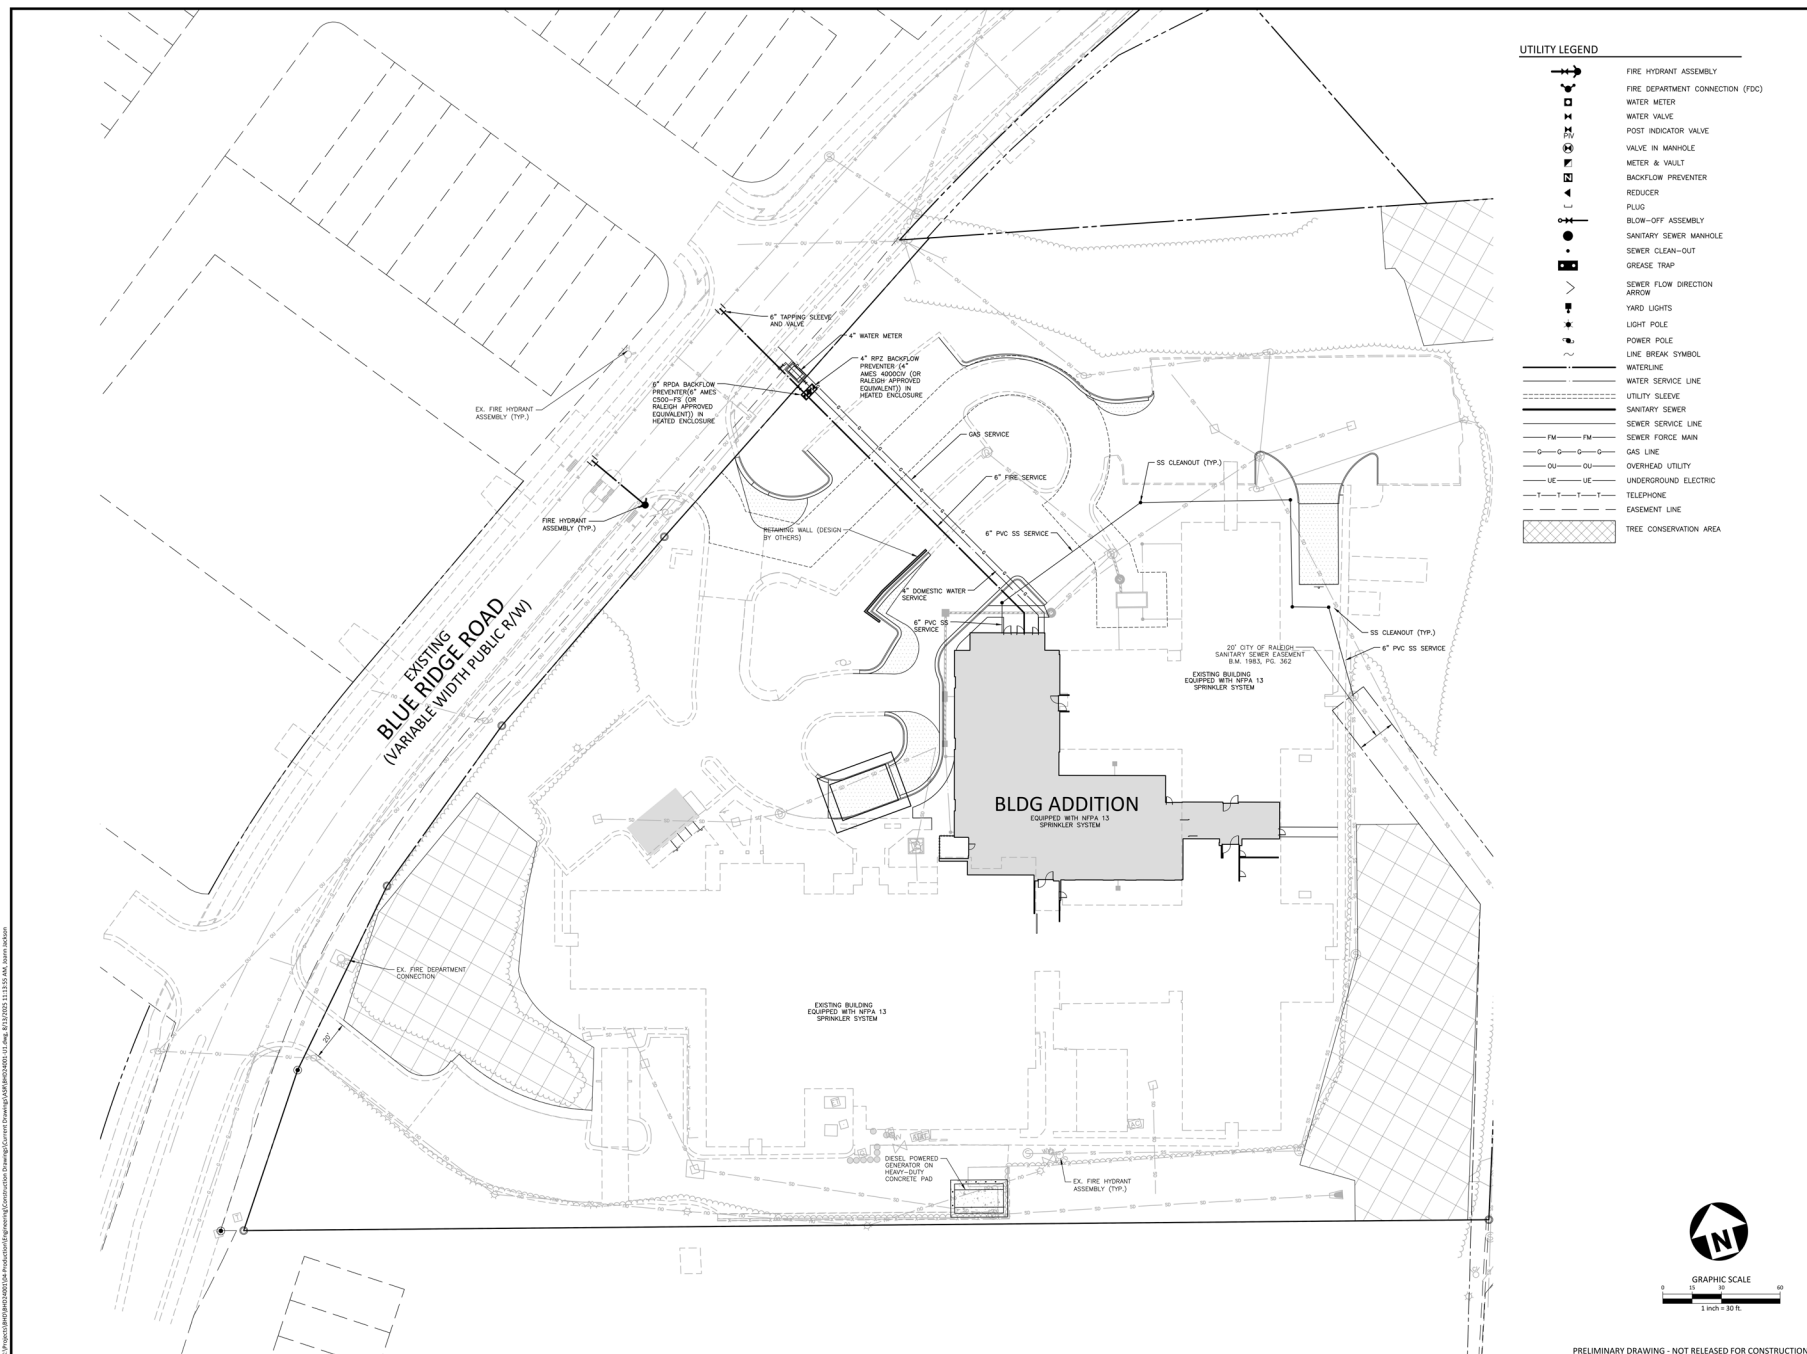 UTILITY LEGEND
FIRE HYDRANT ASSEMBLY
FIRE DEPARTMENT CONNECTION (FDC)
WATER METER
WATER VALVE
PIV
POST INDICATOR VALVE
VALVE IN MANHOLE
METER & VAULT
N
BACKFLOW PREVENTER
REDUCER
PLUG
BLOW-OFF ASSEMBLY
SANITARY SEWER MANHOLE
SEWER CLEAN-OUT
GREASE TRAP
SEWER FLOW DIRECTION
ARROW
YARD LIGHTS
LIGHT POLE
POWER POLE
LINE BREAK SYMBOL
WATERLINE
WATER SERVICE LINE
UTILITY SLEEVE
SANITARY SEWER
SEWER SERVICE LINE
FM FM
SEWER FORCE MAIN
G G G G
GAS LINE
OU OU
OVERHEAD UTILITY
UE UE
UNDERGROUND ELECTRIC
T T T T
TELEPHONE
EASEMENT LINE
TREE CONSERVATION AREA
6" TAPPING SLEEVE
AND VALVE
4" WATER METER
4" RPZ BACKFLOW
PREVENTER (4"
AMES 4000CIV (OR
RALEIGH APPROVED
EQUIVALENT)) IN
HEATED ENCLOSURE
6" RPDA BACKFLOW
PREVENTER(6" AMES
C500-FS (OR
RALEIGH APPROVED
EQUIVALENT)) IN
HEATED ENCLOSURE
EX. FIRE HYDRANT
ASSEMBLY (TYP.)
GAS SERVICE
SS CLEANOUT (TYP.)
6" FIRE SERVICE
FIRE HYDRANT
ASSEMBLY (TYP.)
RETAINING WALL (DESIGN
BY OTHERS)
6" PVC SS SERVICE
4" DOMESTIC WATER
SERVICE
6" PVC SS
SERVICE
SS CLEANOUT (TYP.)
6" PVC SS SERVICE
20' CITY OF RALEIGH
SANITARY SEWER EASEMENT
B.M. 1983, PG. 362
EXISTING BUILDING
EQUIPPED WITH NFPA 13
SPRINKLER SYSTEM
EXISTING
BLUE RIDGE ROAD
(VARIABLE WIDTH PUBLIC R/W)
BLDG ADDITION
EQUIPPED WITH NFPA 13
SPRINKLER SYSTEM
EX. FIRE DEPARTMENT
CONNECTION
20'
EXISTING BUILDING
EQUIPPED WITH NFPA 13
SPRINKLER SYSTEM
DIESEL POWERED
GENERATOR ON
HEAVY-DUTY
CONCRETE PAD
EX. FIRE HYDRANT
ASSEMBLY (TYP.)
N
GRAPHIC SCALE
0 15 30 60
1 inch = 30 ft.
PRELIMINARY DRAWING - NOT RELEASED FOR CONSTRUCTION